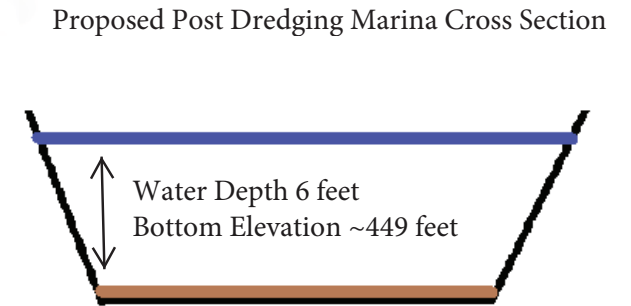 Proposed Post Dredging Marina Cross Section
Water Depth 6 feet
Bottom Elevation ~449 feet